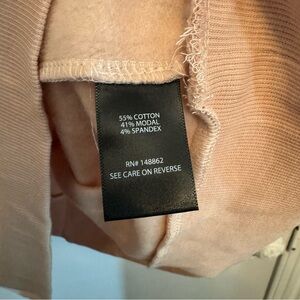 55% COTTON
41% MODAL
4% SPANDEX
RN# 148862
SEE CARE ON REVERSE